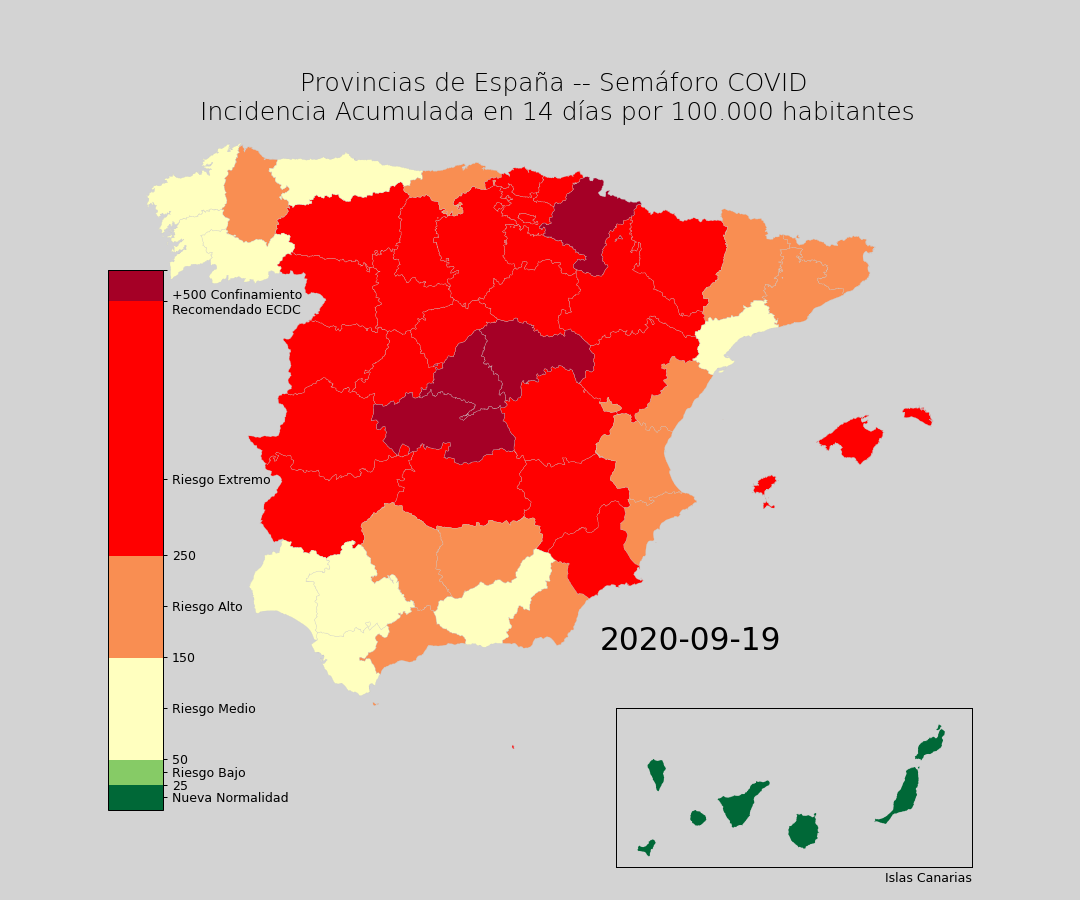 Provincias de España -- Semáforo COVID
Incidencia Acumulada en 14 días por 100.000 habitantes
+500 Confinamiento
Recomendado ECDC
Riesgo Extremo
250
Riesgo Alto
150
Riesgo Medio
50
Riesgo Bajo
25
Nueva Normalidad
2020-09-19
Islas Canarias